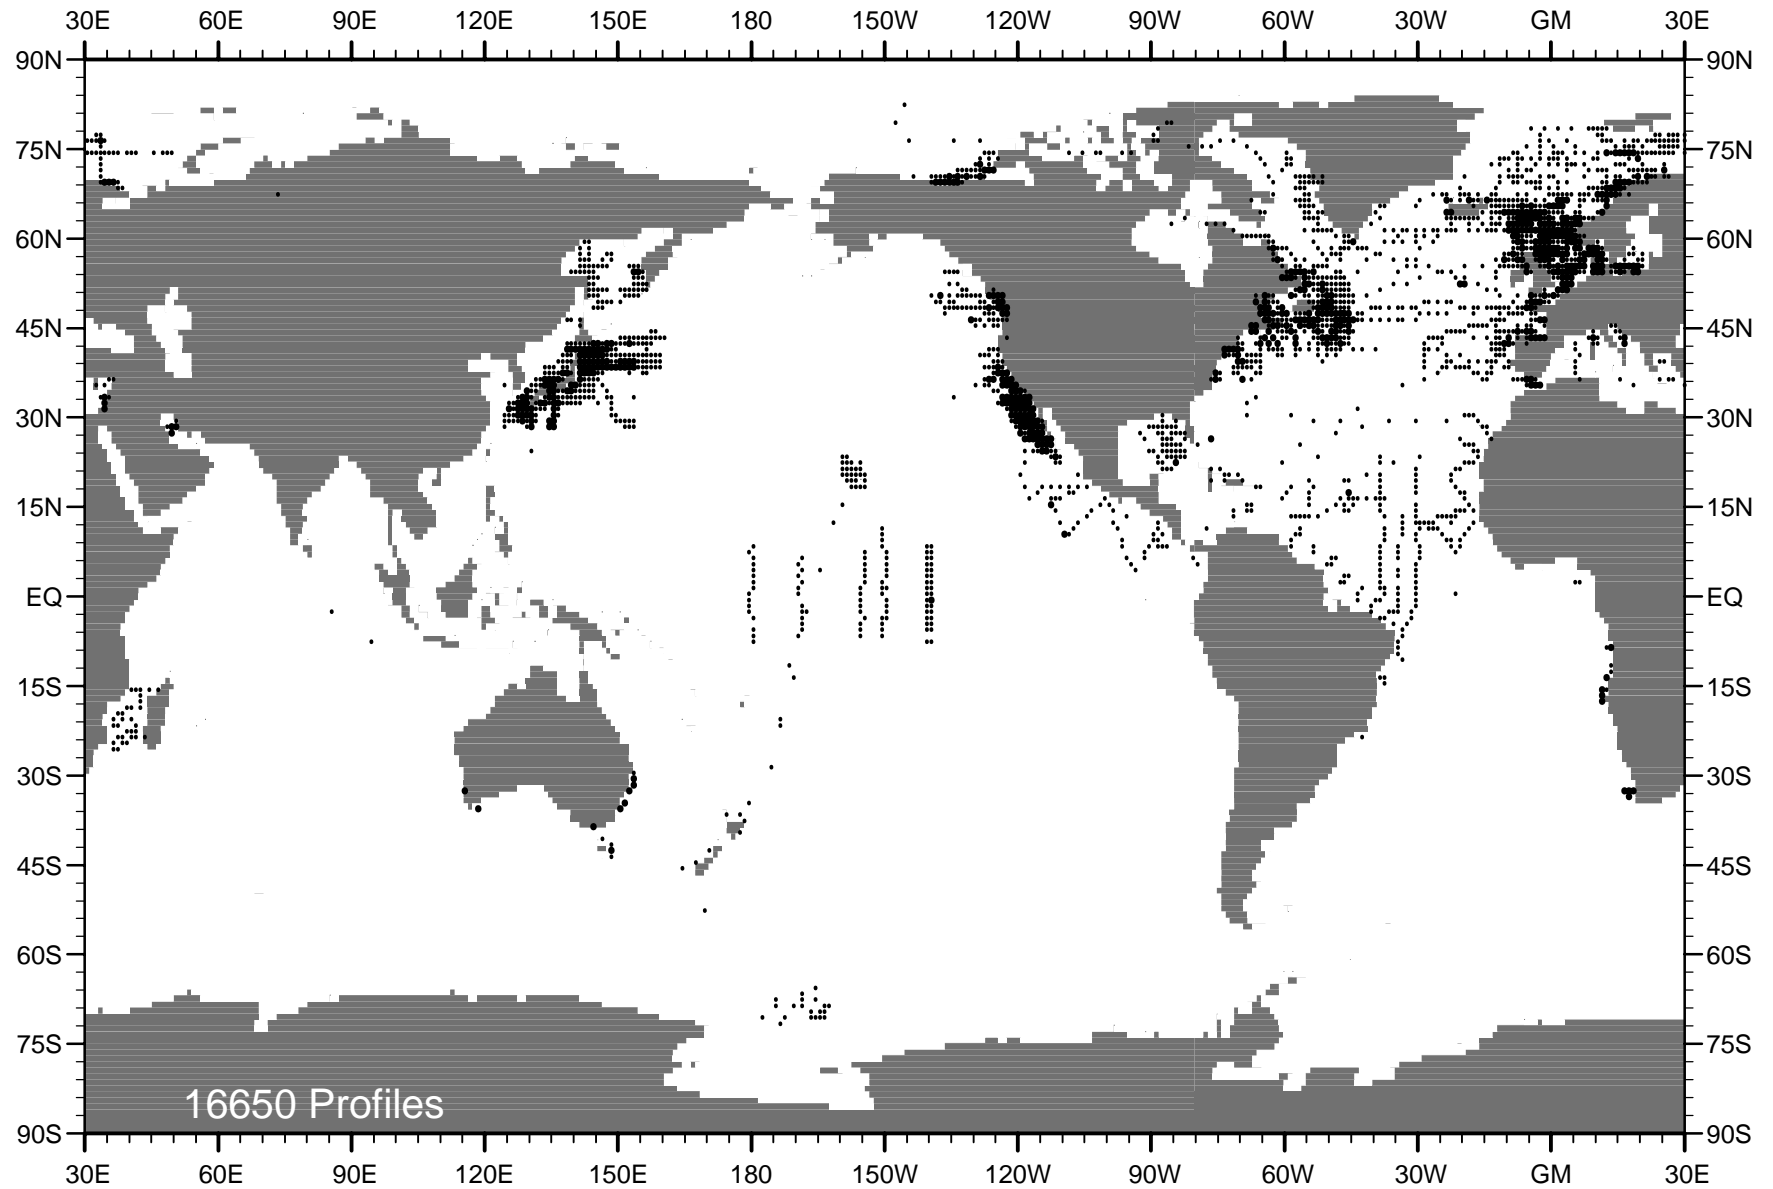 30E 60E 90E 120E 150E 180 150W 120W 90W 60W 30W GM 30E
90N 90N
75N 75N
60N 60N
45N 45N
30N 30N
15N 15N
EQ EQ
15S 15S
30S 30S
45S 45S
60S 60S
75S 75S
16650 Profiles
90S 90S
30E 60E 90E 120E 150E 180 150W 120W 90W 60W 30W GM 30E